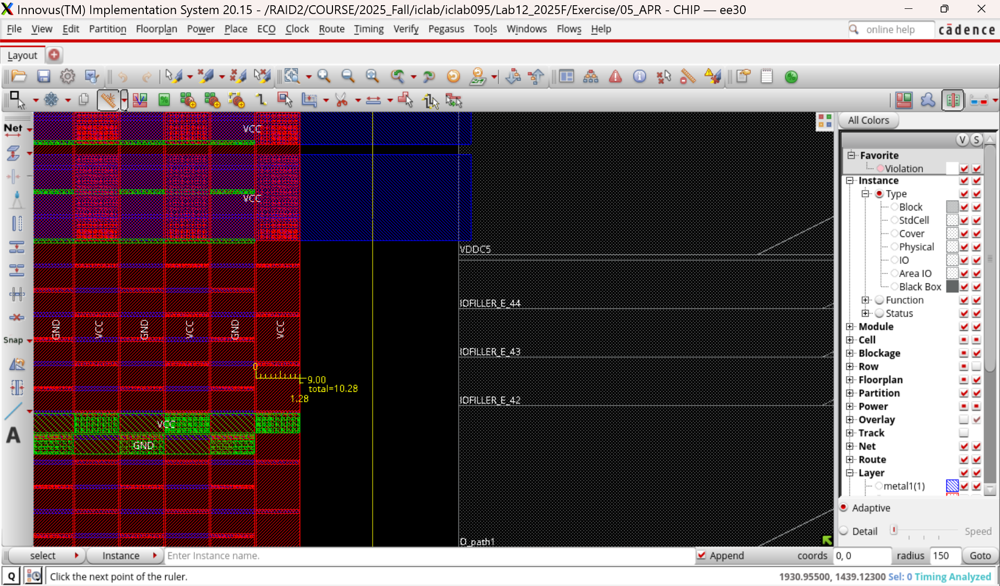 Innovus(TM) Implementation System 20.15 - /RAID2/COURSE/2025_Fall/iclab/iclab095/Lab12_2025F/Exercise/05_APR - CHIP — ee30
File View Edit Partition Floorplan Power Place ECO Clock Route Timing Verify Pegasus Tools Windows Flows Help
online help
cādence
Layout
Net
Snap
A
VCC
VCC
VDDC5
IOFILLER_E_44
GND VCC GND VCC GND VCC
IOFILLER_E_43
0
9.00
total=10.28
1.28
IOFILLER_E_42
VCC
GND
O_path1
All Colors
V S
Favorite
Violation
Instance
Type
Block
StdCell
Cover
Physical
IO
Area IO
Black Box
Function
Status
Module
Cell
Blockage
Row
Floorplan
Partition
Power
Overlay
Track
Net
Route
Layer
metal1(1)
Adaptive
Detail Speed
select Instance Enter Instance name. Append coords 0, 0 radius 150 Goto
Q Click the next point of the ruler. 1930.95500, 1439.12300 Sel: 0 Timing Analyzed